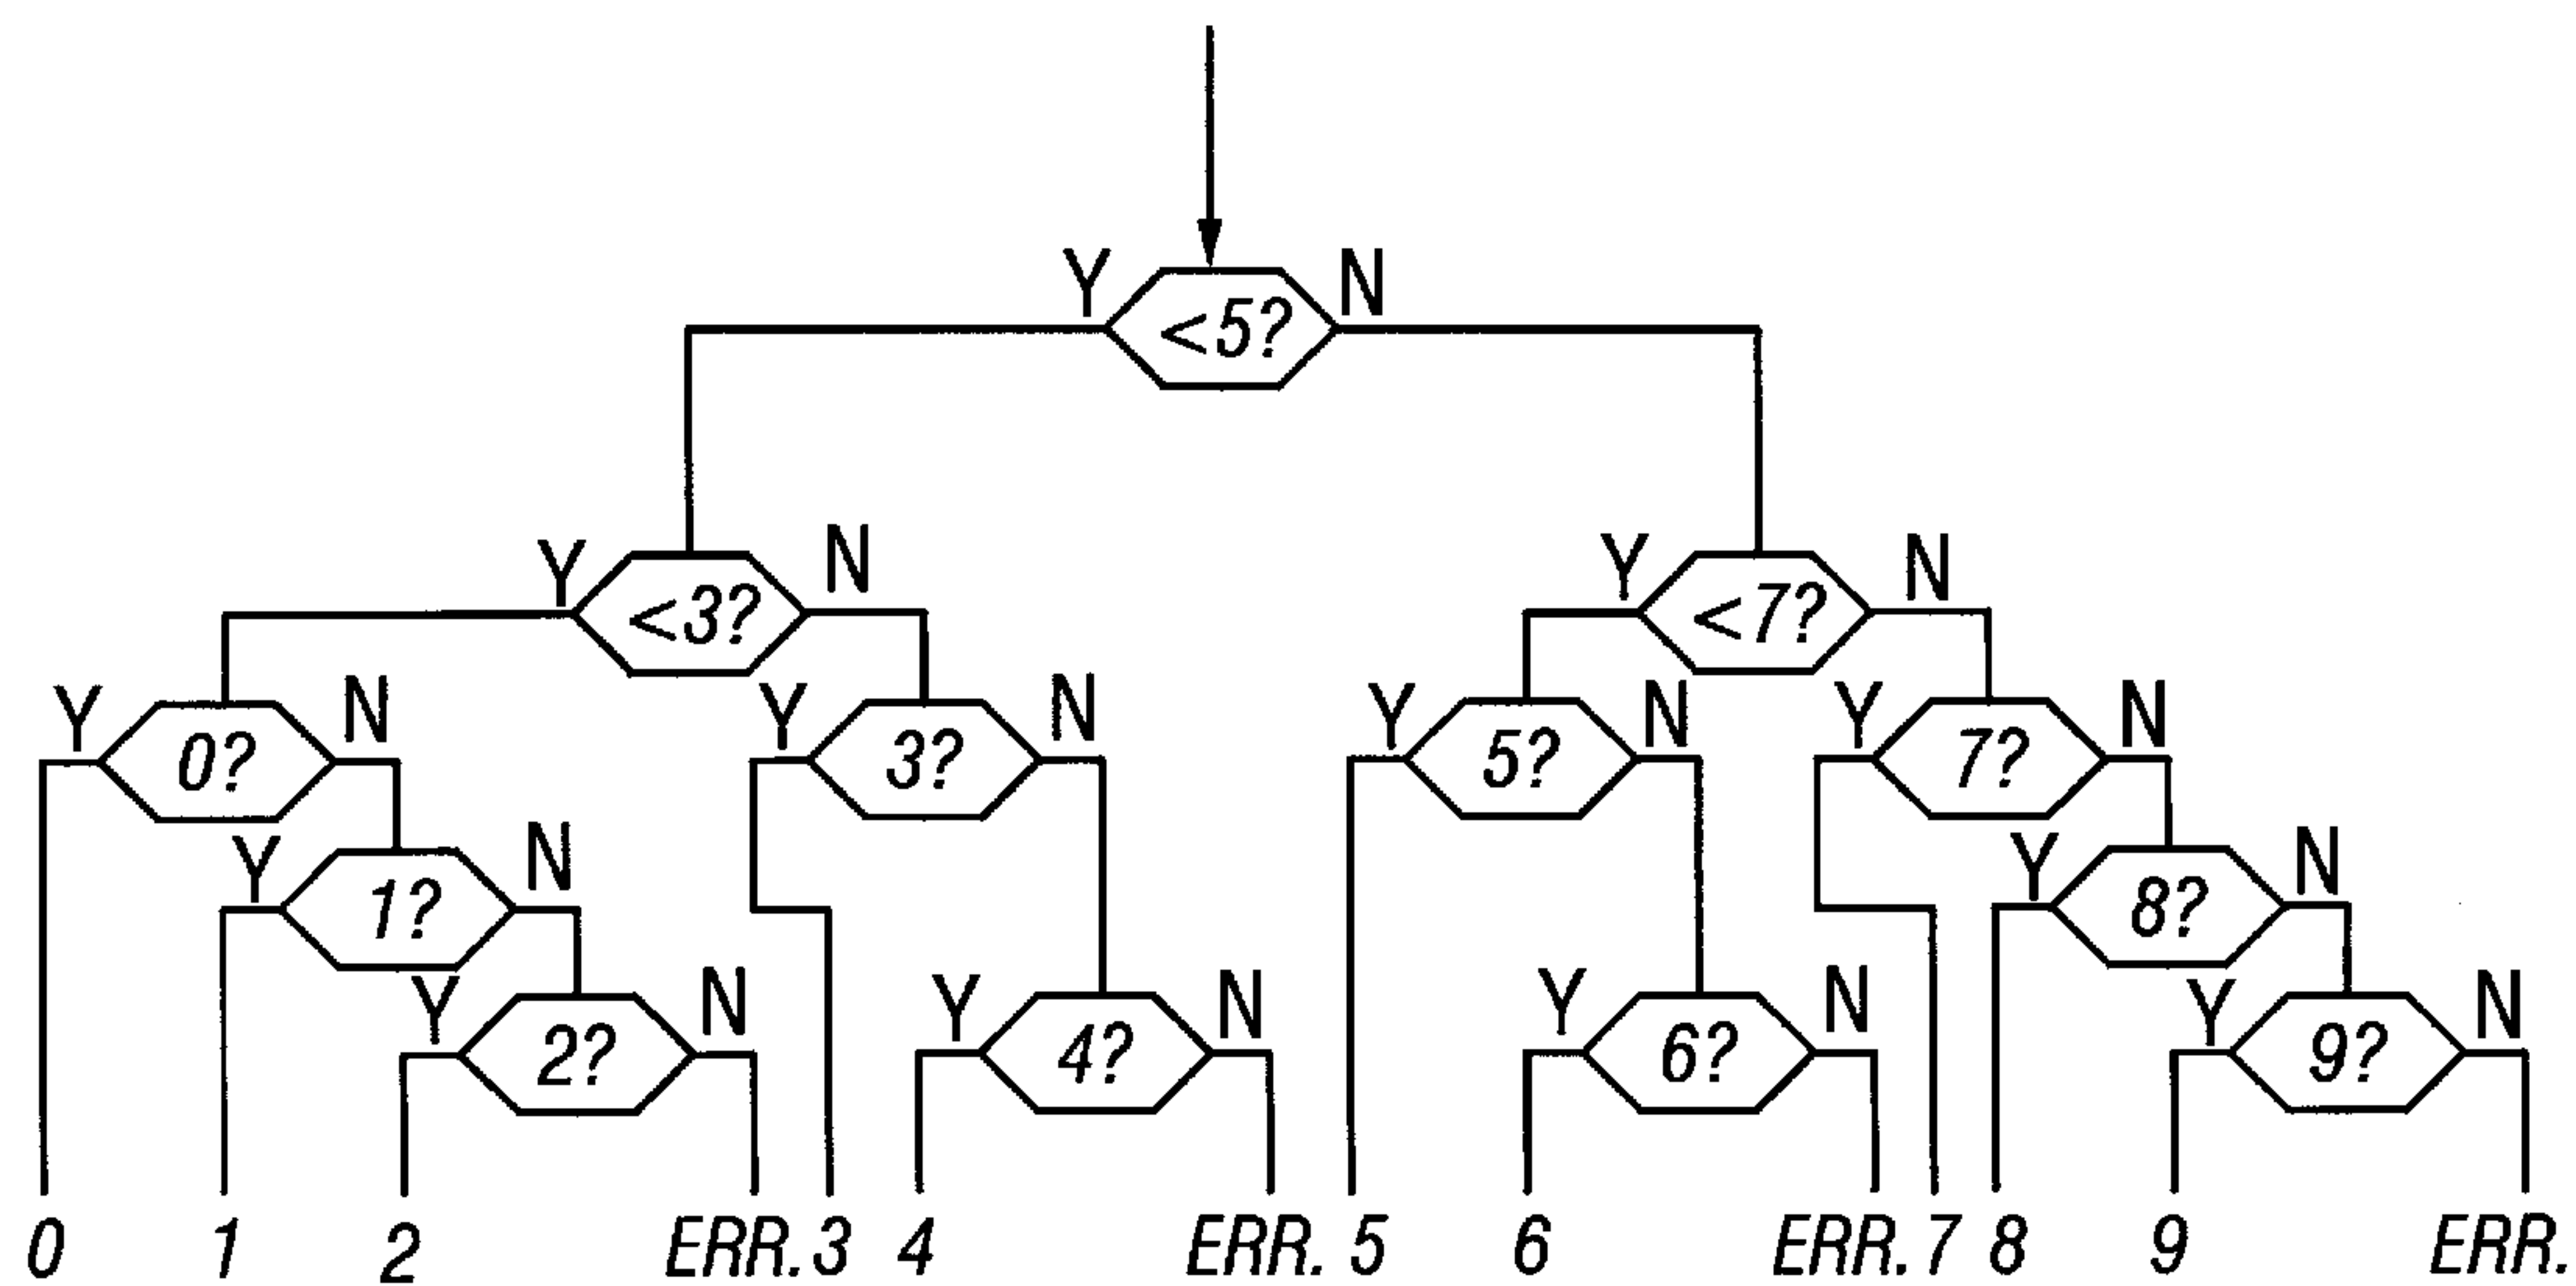 Y <5? N
Y <3? N Y <7? N
Y 0? N Y 3? N Y 5? N Y 7? N
Y 1? N Y 8? N
Y 2? N Y 4? N Y 6? N Y 9? N
0 1 2 ERR. 3 4 ERR. 5 6 ERR. 7 8 9 ERR.